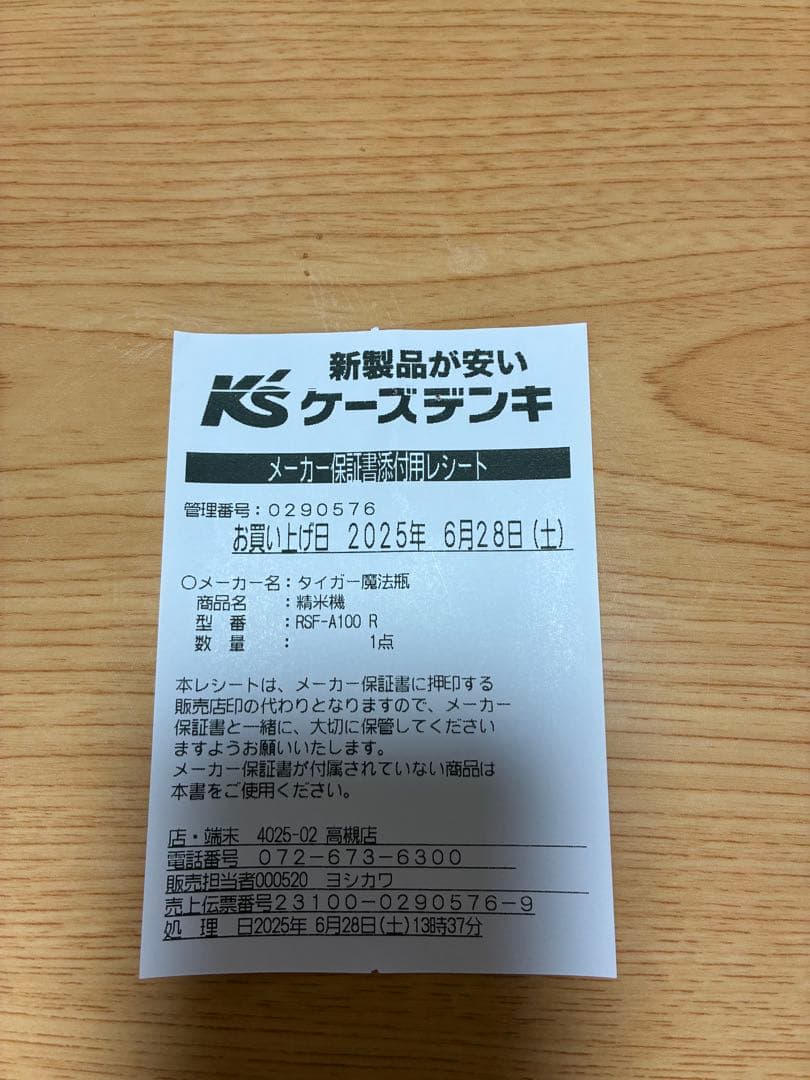 新製品が安い
K's ケーズデンキ
メーカー保証書添付用レシート
管理番号：0290576
お買い上げ日 2025年 6月28日(土)
○メーカー名：タイガー魔法瓶
商品名 ：精米機
型 番 ：RSF-A100 R
数 量 ： 1点
本レシートは、メーカー保証書に押印する
販売店印の代わりとなりますので、メーカー
保証書と一緒に、大切に保管してください
ますようお願いいたします。
メーカー保証書が付属されていない商品は
本書をご使用ください。
店・端末 4025-02 高槻店
電話番号 072-673-6300
販売担当者000520 ヨシカワ
売上伝票番号23100-0290576-9
処 理 日2025年 6月28日(土)13時37分